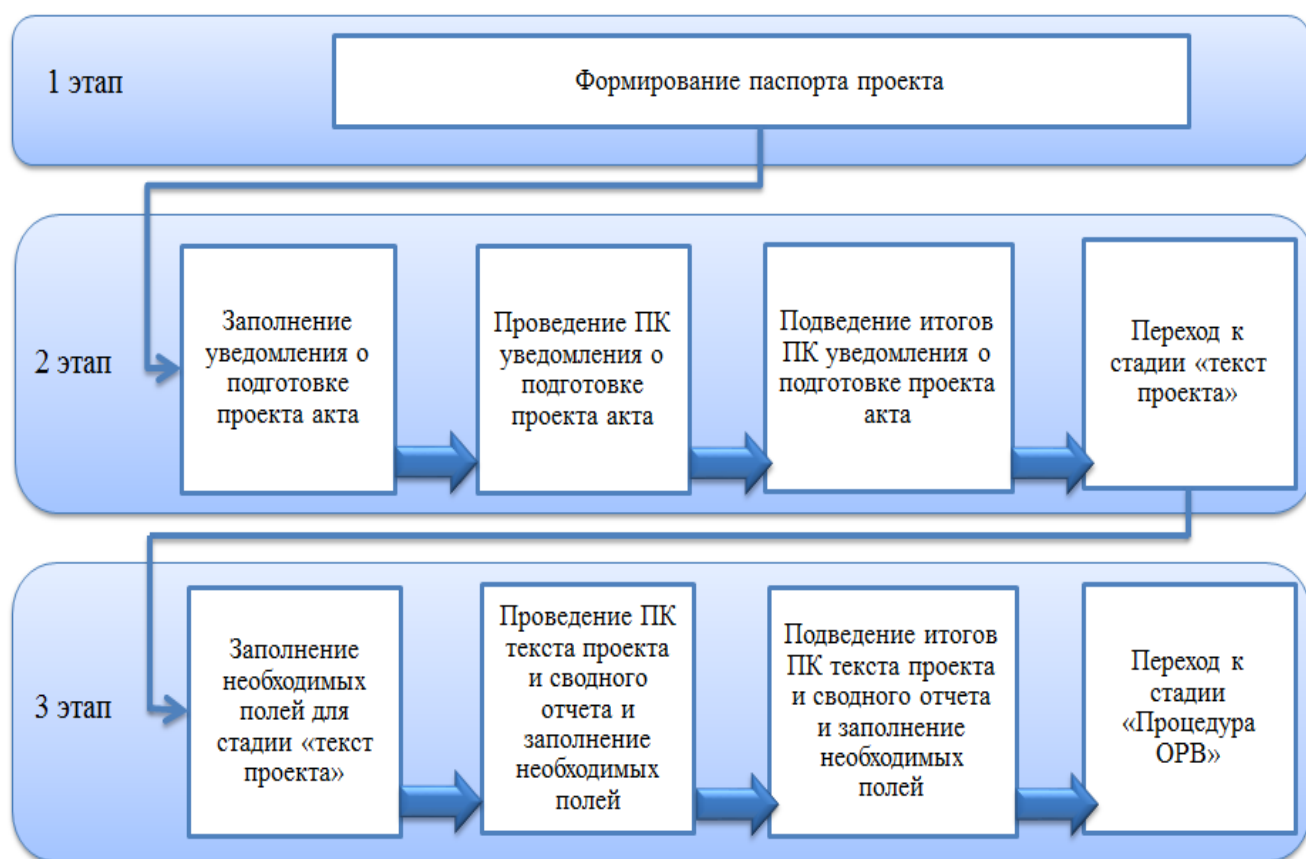 1 этап
Формирование паспорта проекта
2 этап
Заполнение
уведомления о
подготовке
проекта акта
Проведение ПК
уведомления о
подготовке
проекта акта
Подведение итогов
ПК уведомления о
подготовке проекта
акта
Переход к
стадии «текст
проекта»
3 этап
Заполнение
необходимых
полей для
стадии «текст
проекта»
Проведение ПК
текста проекта
и сводного
отчета и
заполнение
необходимых
полей
Подведение итогов
ПК текста проекта
и сводного отчета
и заполнение
необходимых
полей
Переход к
стадии
«Процедура
ОРВ»